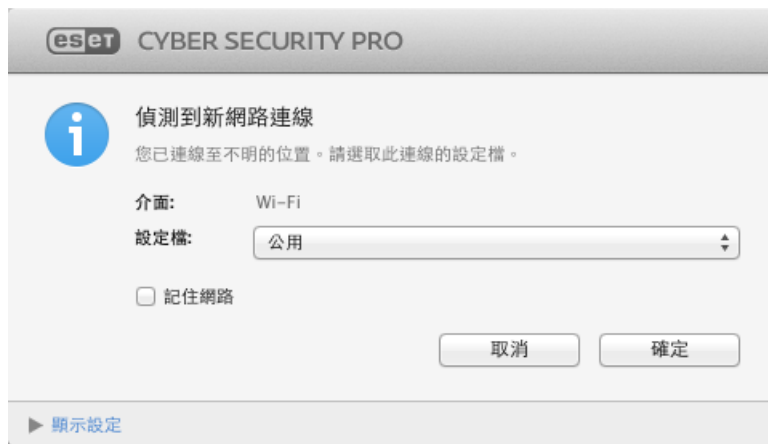 eset CYBER SECURITY PRO
偵測到新網路連線
您已連線至不明的位置。請選取此連線的設定檔。
介面: Wi-Fi
設定檔: 公用
記住網路
取消 確定
顯示設定